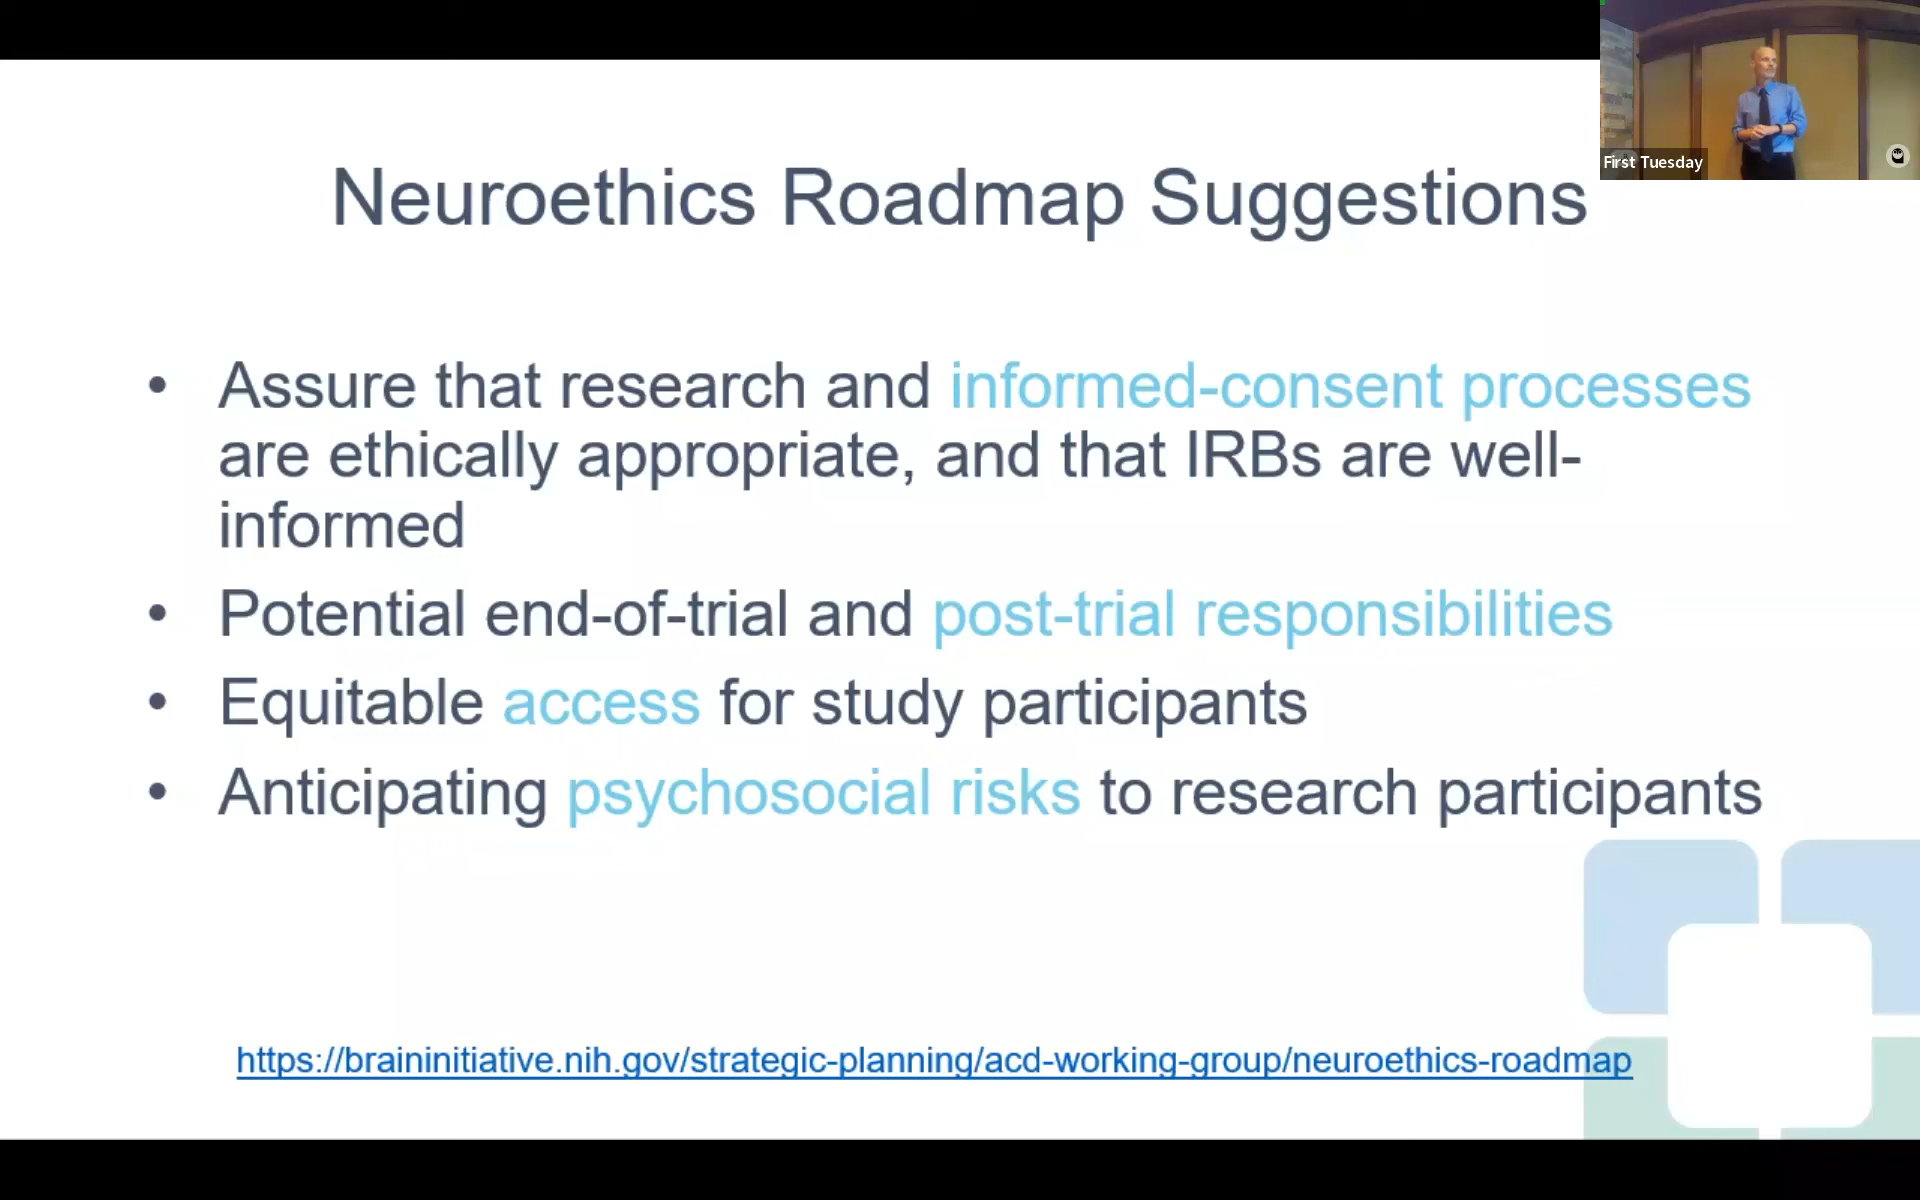 First Tuesday
Neuroethics Roadmap Suggestions
• Assure that research and informed-consent processes
are ethically appropriate, and that IRBs are well-
informed
• Potential end-of-trial and post-trial responsibilities
• Equitable access for study participants
• Anticipating psychosocial risks to research participants
https://braininitiative.nih.gov/strategic-planning/acd-working-group/neuroethics-roadmap